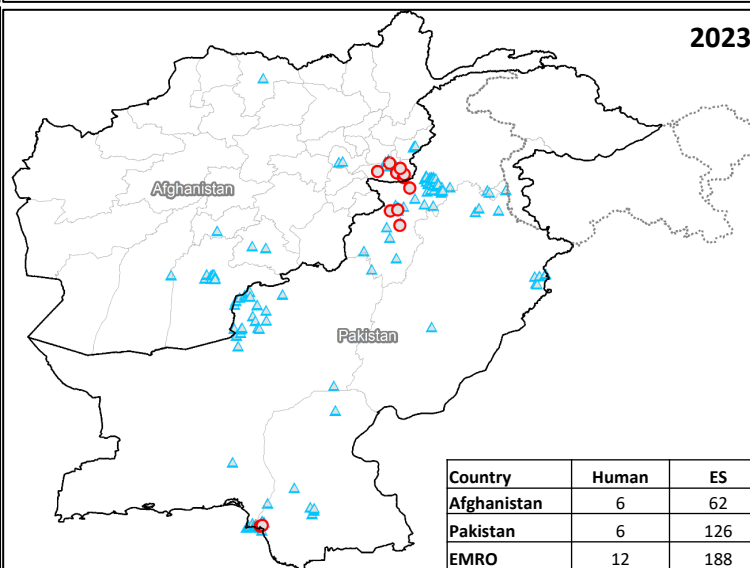 2023
Afghanistan
Pakistan
Country Human ES
Afghanistan 6 62
Pakistan 6 126
EMRO 12 188